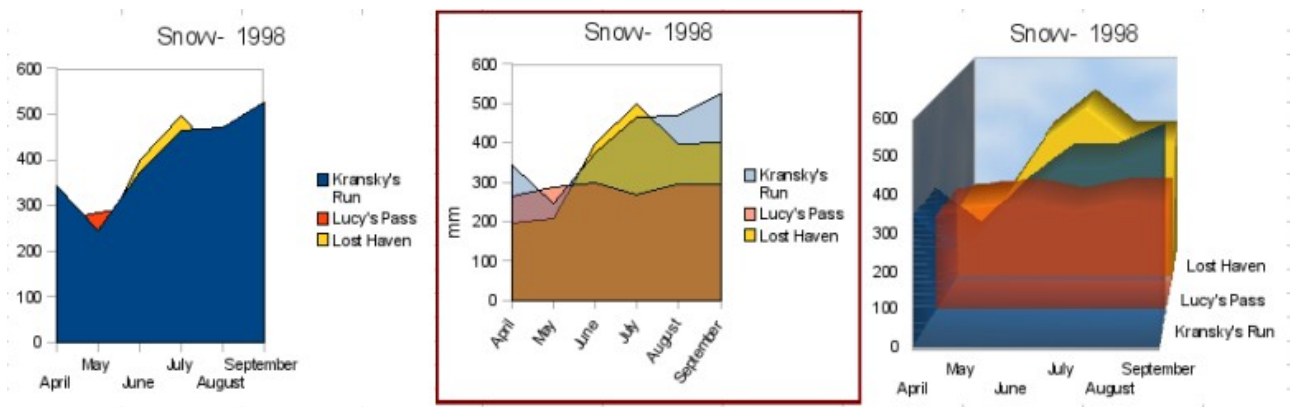 Snow- 1998
600
500
400
300
200
100
0
April
May
June
July
August
September
Kransky's
Run
Lucy's Pass
Lost Haven
Snow- 1998
mm
600
500
400
300
200
100
0
April
May
June
July
August
September
Kransky's
Run
Lucy's Pass
Lost Haven
Snow- 1998
600
500
400
300
200
100
0
April
May
June
July
August
September
Lost Haven
Lucy's Pass
Kransky's Run